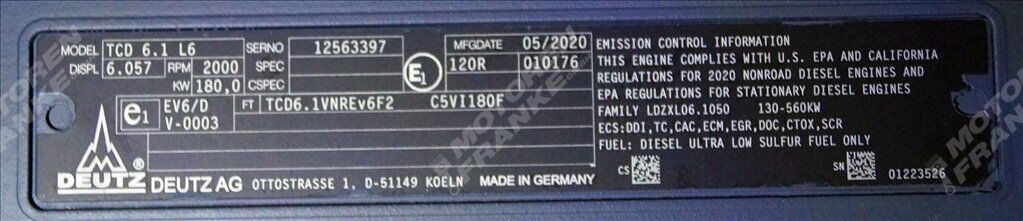 MODEL TCD 6.1 L6 SERNO 12563397 MFGDATE 05/2020
DISPL 6.057 RPM 2000 SPEC 120R 010176
KW 180,0 CSPEC
E1
e1 EV6/D V-0003 FT TCD6.1VNREv6F2 C5VI180F
EMISSION CONTROL INFORMATION
THIS ENGINE COMPLIES WITH U.S. EPA AND CALIFORNIA
REGULATIONS FOR 2020 NONROAD DIESEL ENGINES AND
EPA REGULATIONS FOR STATIONARY DIESEL ENGINES
FAMILY LDZXL06.1050 130-560KW
ECS:DDI,TC,CAC,ECM,EGR,DOC,CTOX,SCR
FUEL: DIESEL ULTRA LOW SULFUR FUEL ONLY
CS SN 01223526
DEUTZ ® DEUTZ AG OTTOSTRASSE 1, D-51149 KOELN MADE IN GERMANY
MOTOREN FRANKE